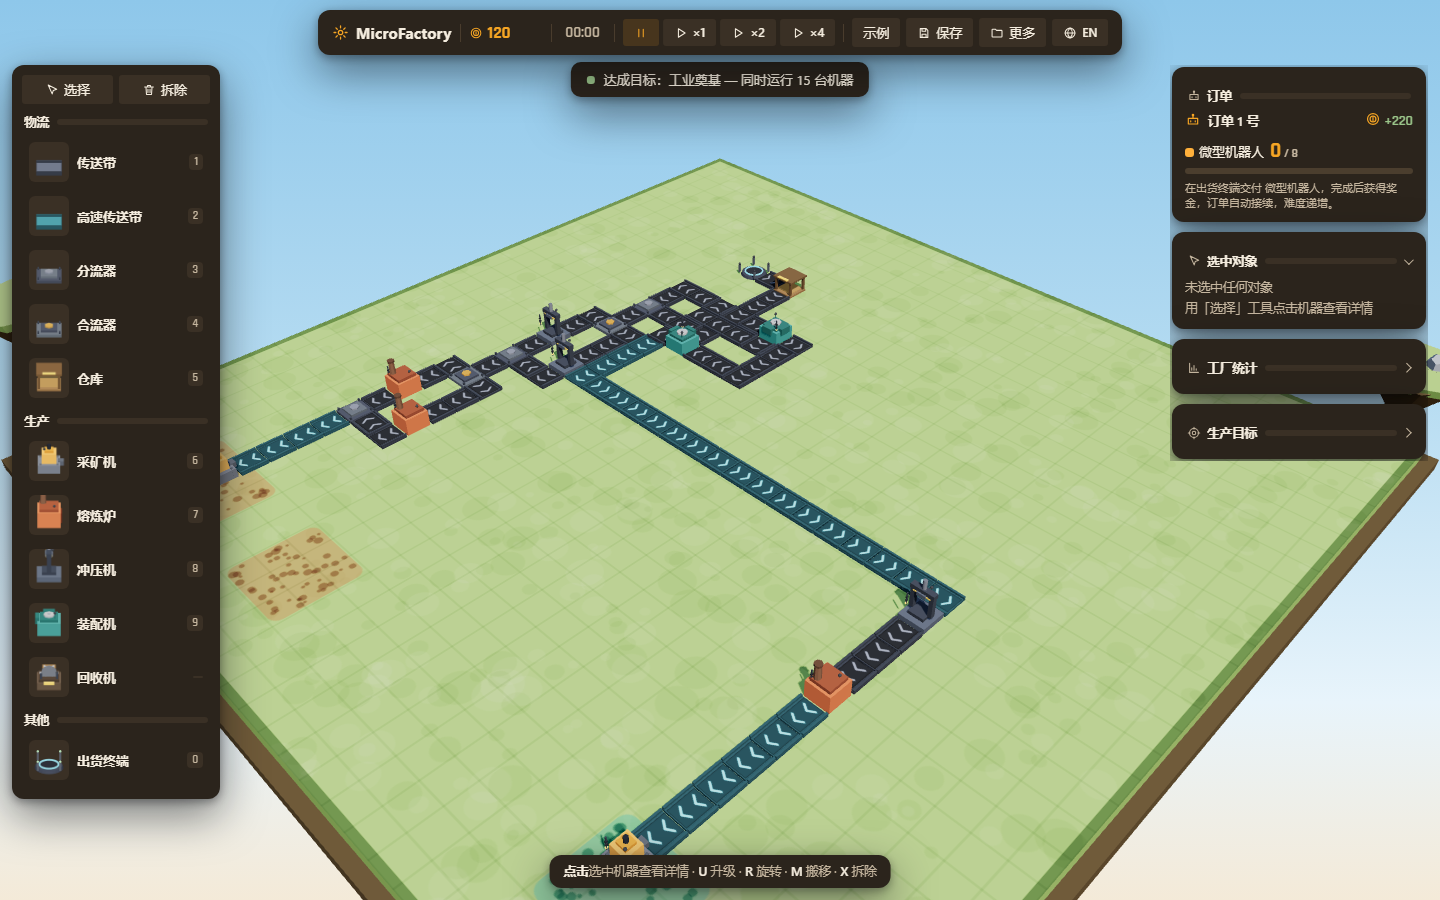 MicroFactory
120
00:00
×1
×2
×4
示例
保存
更多
EN
达成目标：工业奠基 — 同时运行 15 台机器
选择
拆除
物流
传送带 1
高速传送带 2
分流器 3
合流器 4
仓库 5
生产
采矿机 6
熔炼炉 7
冲压机 8
装配机 9
回收机 –
其他
出货终端 0
订单
订单 1 号 +220
微型机器人 0 / 8
在出货终端交付 微型机器人，完成后获得奖
金，订单自动接续，难度递增。
选中对象
未选中任何对象
用「选择」工具点击机器查看详情
工厂统计
生产目标
点击选中机器查看详情 · U 升级 · R 旋转 · M 搬移 · X 拆除